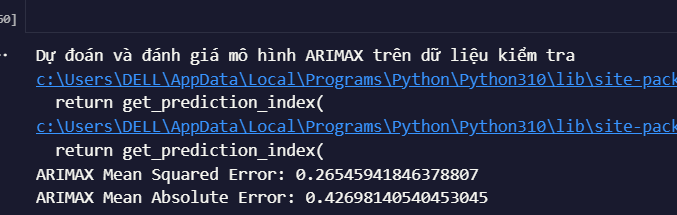 60]
Dự đoán và đánh giá mô hình ARIMAX trên dữ liệu kiểm tra
c:\Users\DELL\AppData\Local\Programs\Python\Python310\lib\site-pack
return get_prediction_index(
c:\Users\DELL\AppData\Local\Programs\Python\Python310\lib\site-pack
return get_prediction_index(
ARIMAX Mean Squared Error: 0.26545941846378807
ARIMAX Mean Absolute Error: 0.42698140540453045